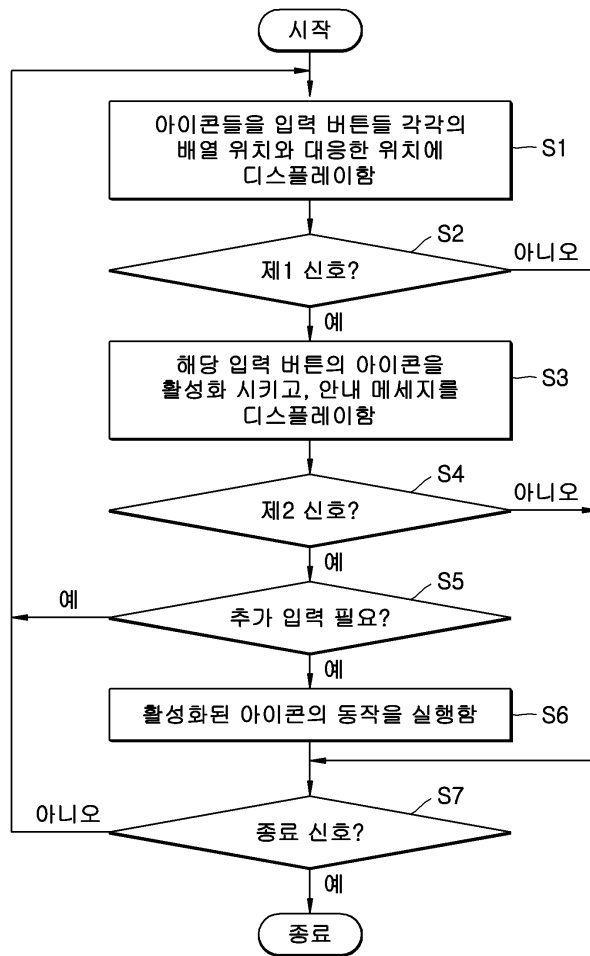 시작
아이콘들을 입력 버튼들 각각의
배열 위치와 대응한 위치에
디스플레이함
S1
S2
제1 신호?
아니오
예
해당 입력 버튼의 아이콘을
활성화 시키고, 안내 메세지를
디스플레이함
S3
S4
제2 신호?
아니오
예
S5
예
추가 입력 필요?
예
활성화된 아이콘의 동작을 실행함
S6
S7
아니오
종료 신호?
예
종료